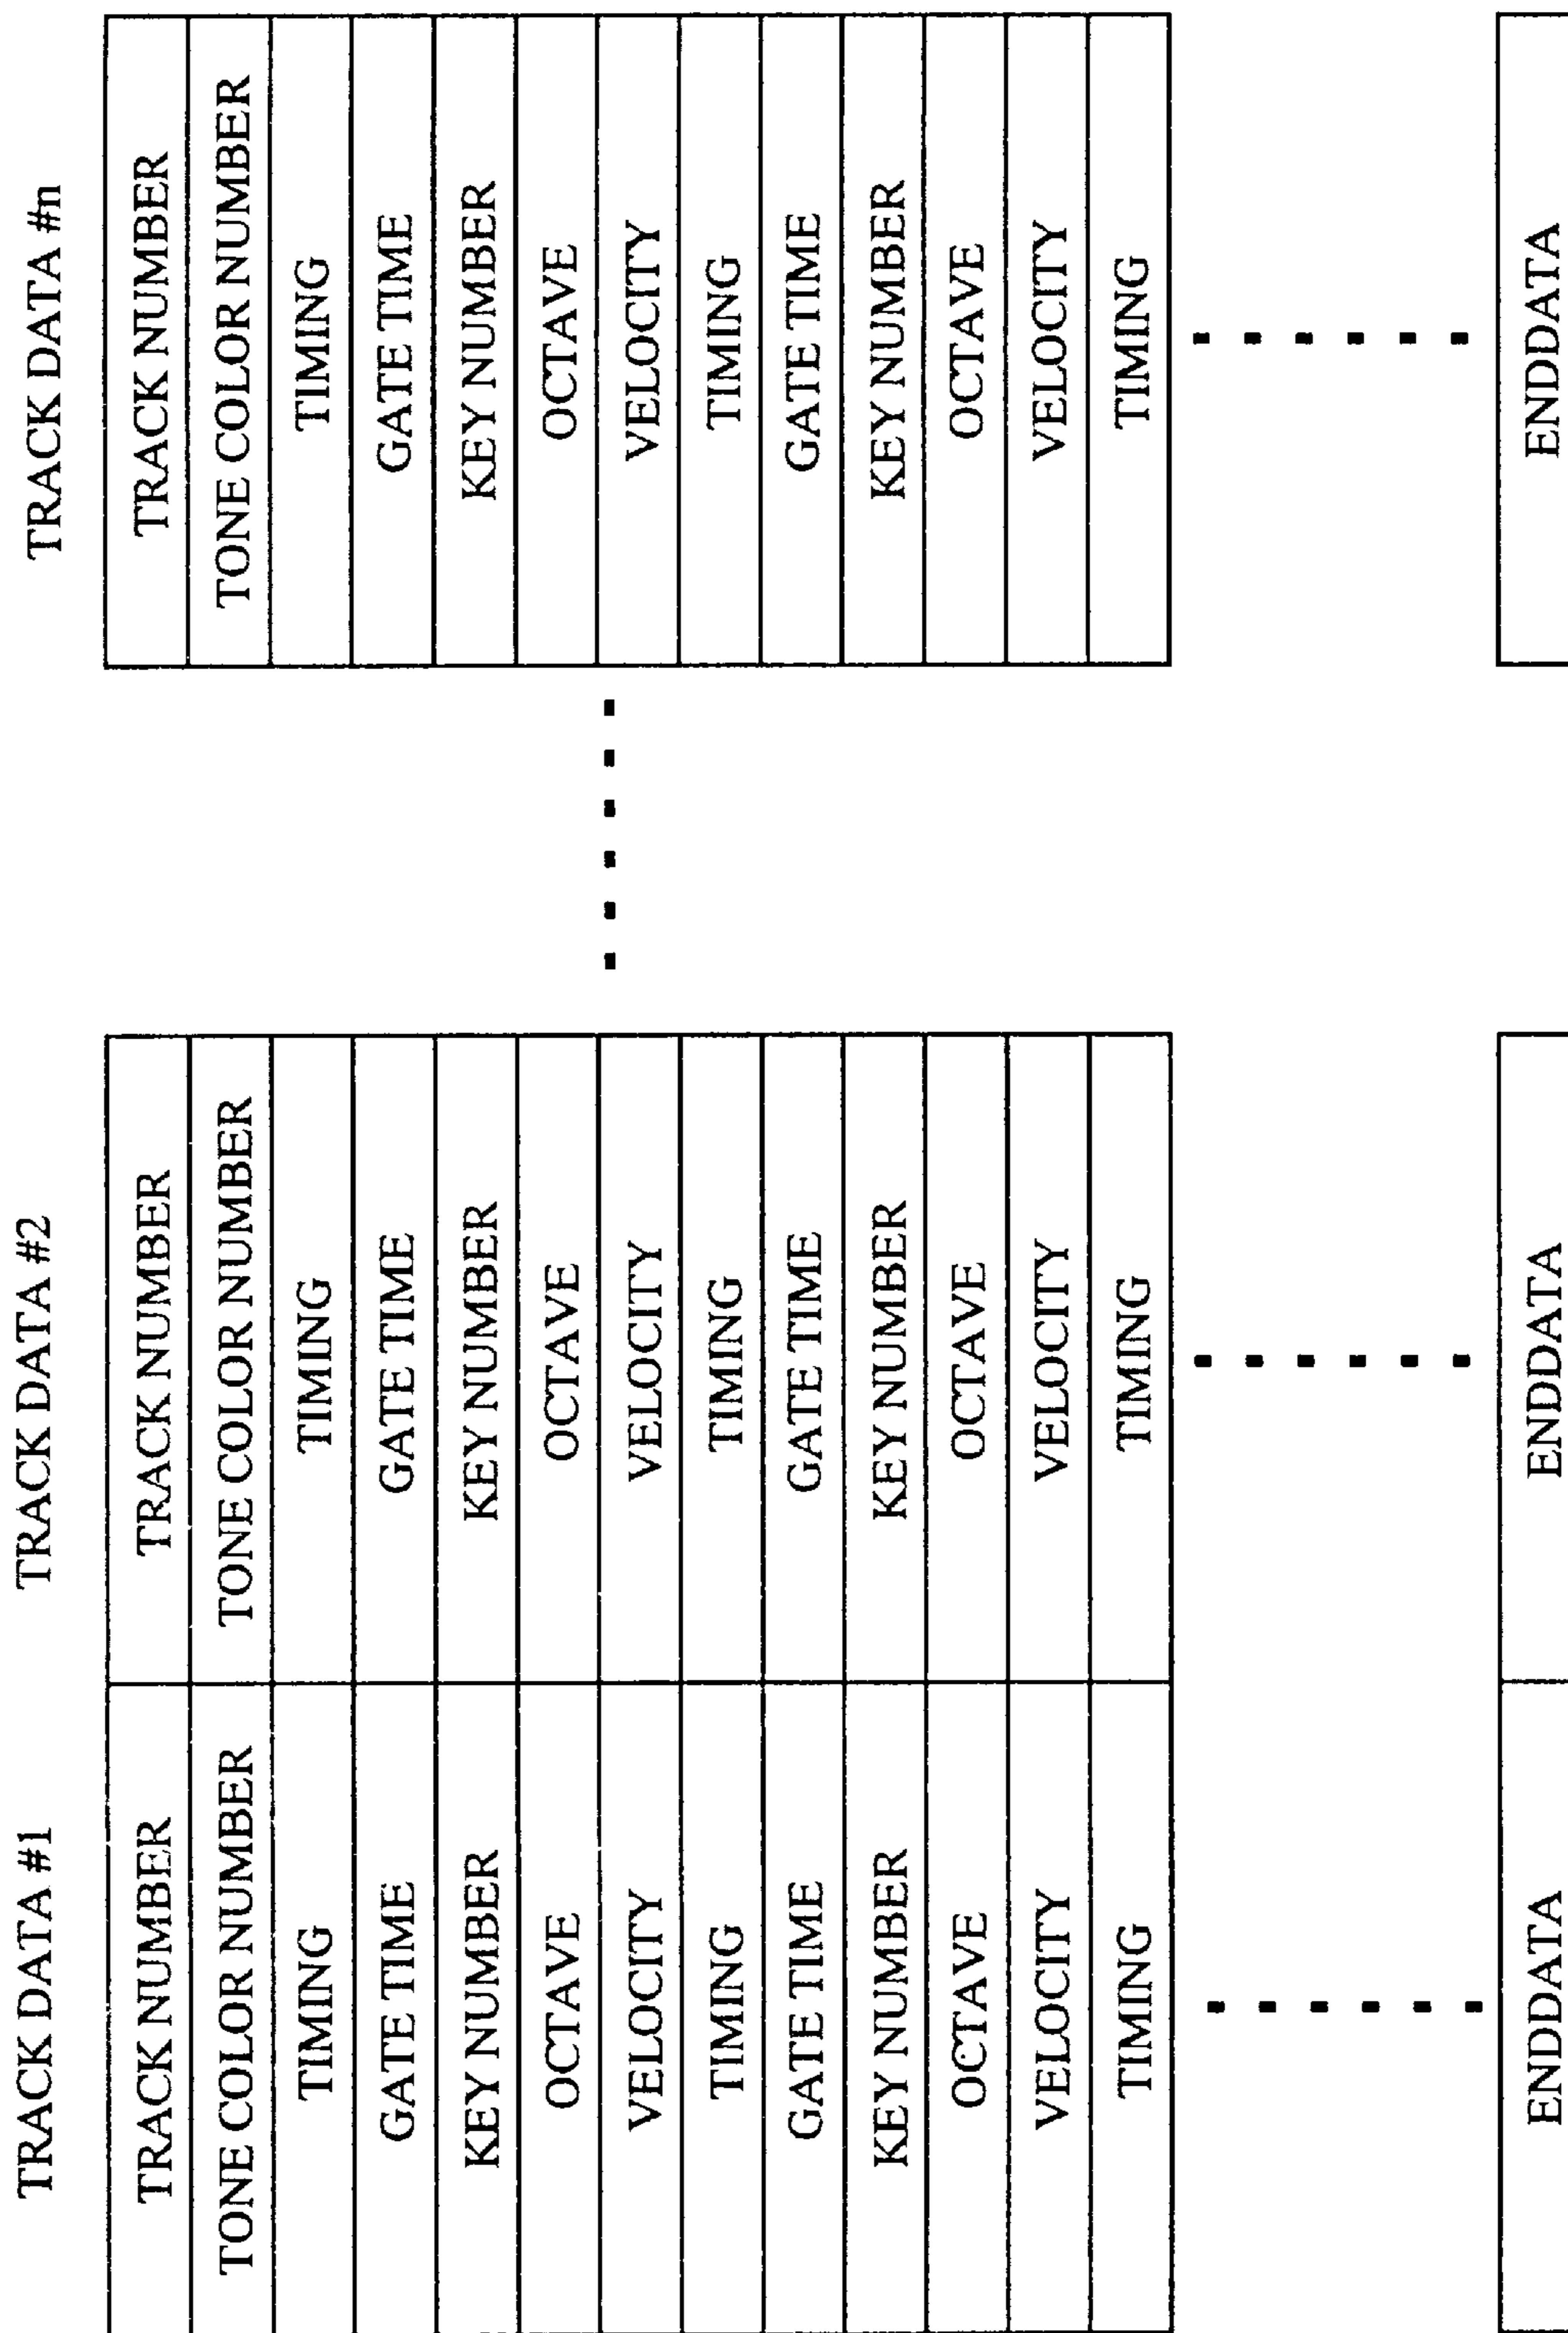 TRACK DATA #1
TRACK NUMBER
TONE COLOR NUMBER
TIMING
GATE TIME
KEY NUMBER
OCTAVE
VELOCITY
TIMING
GATE TIME
KEY NUMBER
OCTAVE
VELOCITY
TIMING
ENDDATA
TRACK DATA #2
TRACK NUMBER
TONE COLOR NUMBER
TIMING
GATE TIME
KEY NUMBER
OCTAVE
VELOCITY
TIMING
GATE TIME
KEY NUMBER
OCTAVE
VELOCITY
TIMING
ENDDATA
TRACK DATA #n
TRACK NUMBER
TONE COLOR NUMBER
TIMING
GATE TIME
KEY NUMBER
OCTAVE
VELOCITY
TIMING
GATE TIME
KEY NUMBER
OCTAVE
VELOCITY
TIMING
ENDDATA